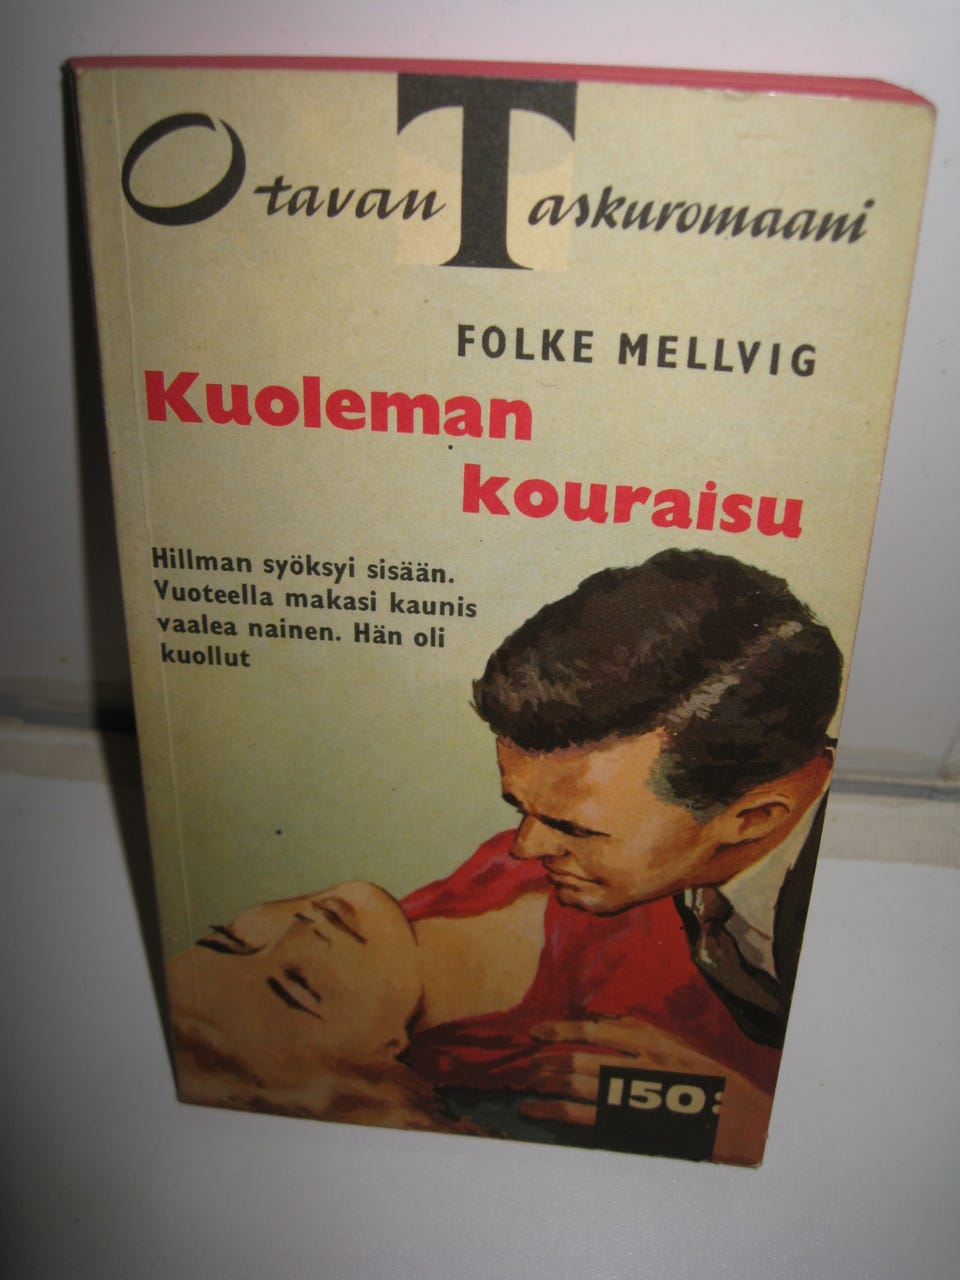 Otavan Taskuromaani
FOLKE MELLVIG
Kuoleman
kouraisu
Hillman syöksyi sisään.
Vuoteella makasi kaunis
vaalea nainen. Hän oli
kuollut
150: